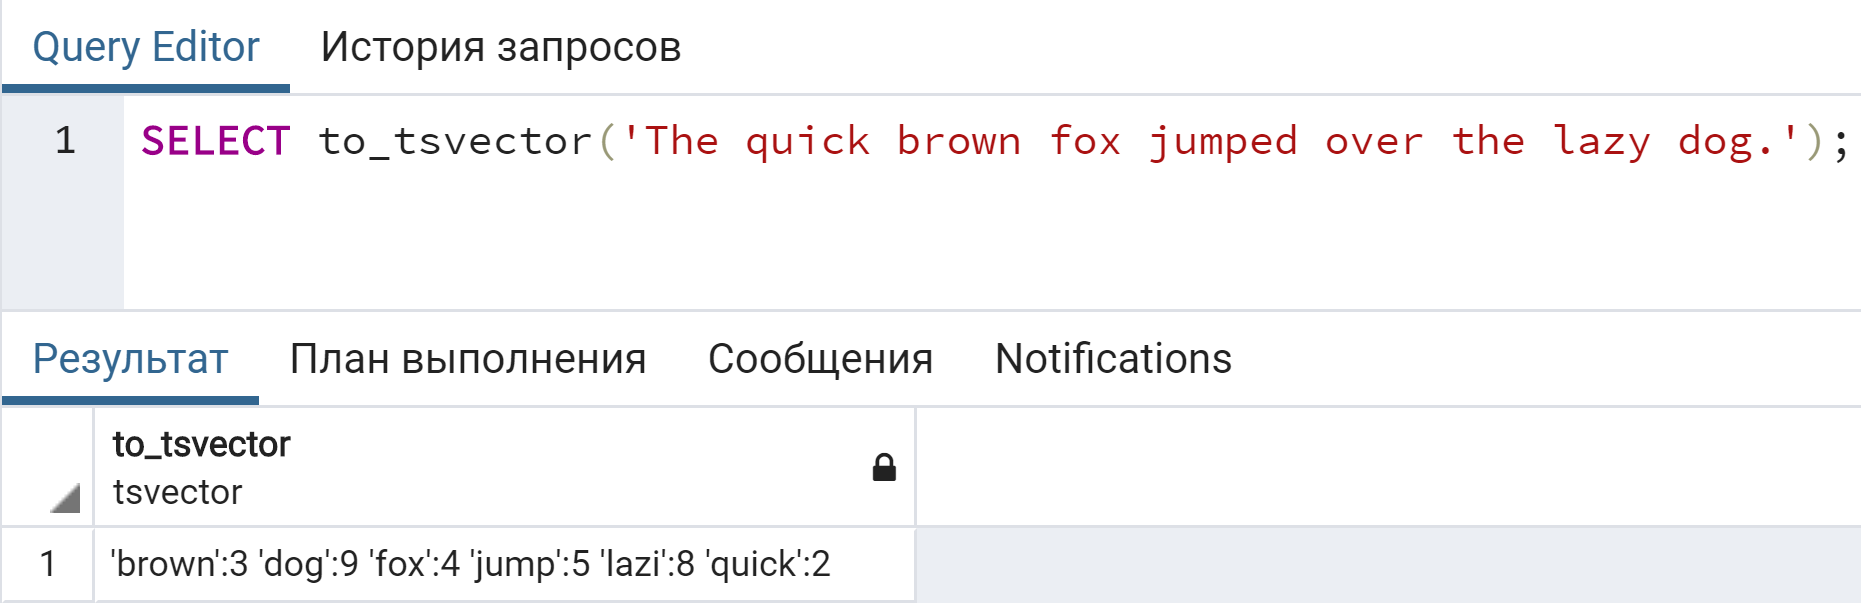 Query Editor История запросов
1 SELECT to_tsvector('The quick brown fox jumped over the lazy dog.');
Результат План выполнения Сообщения Notifications
to_tsvector
tsvector
1 'brown':3 'dog':9 'fox':4 'jump':5 'lazi':8 'quick':2